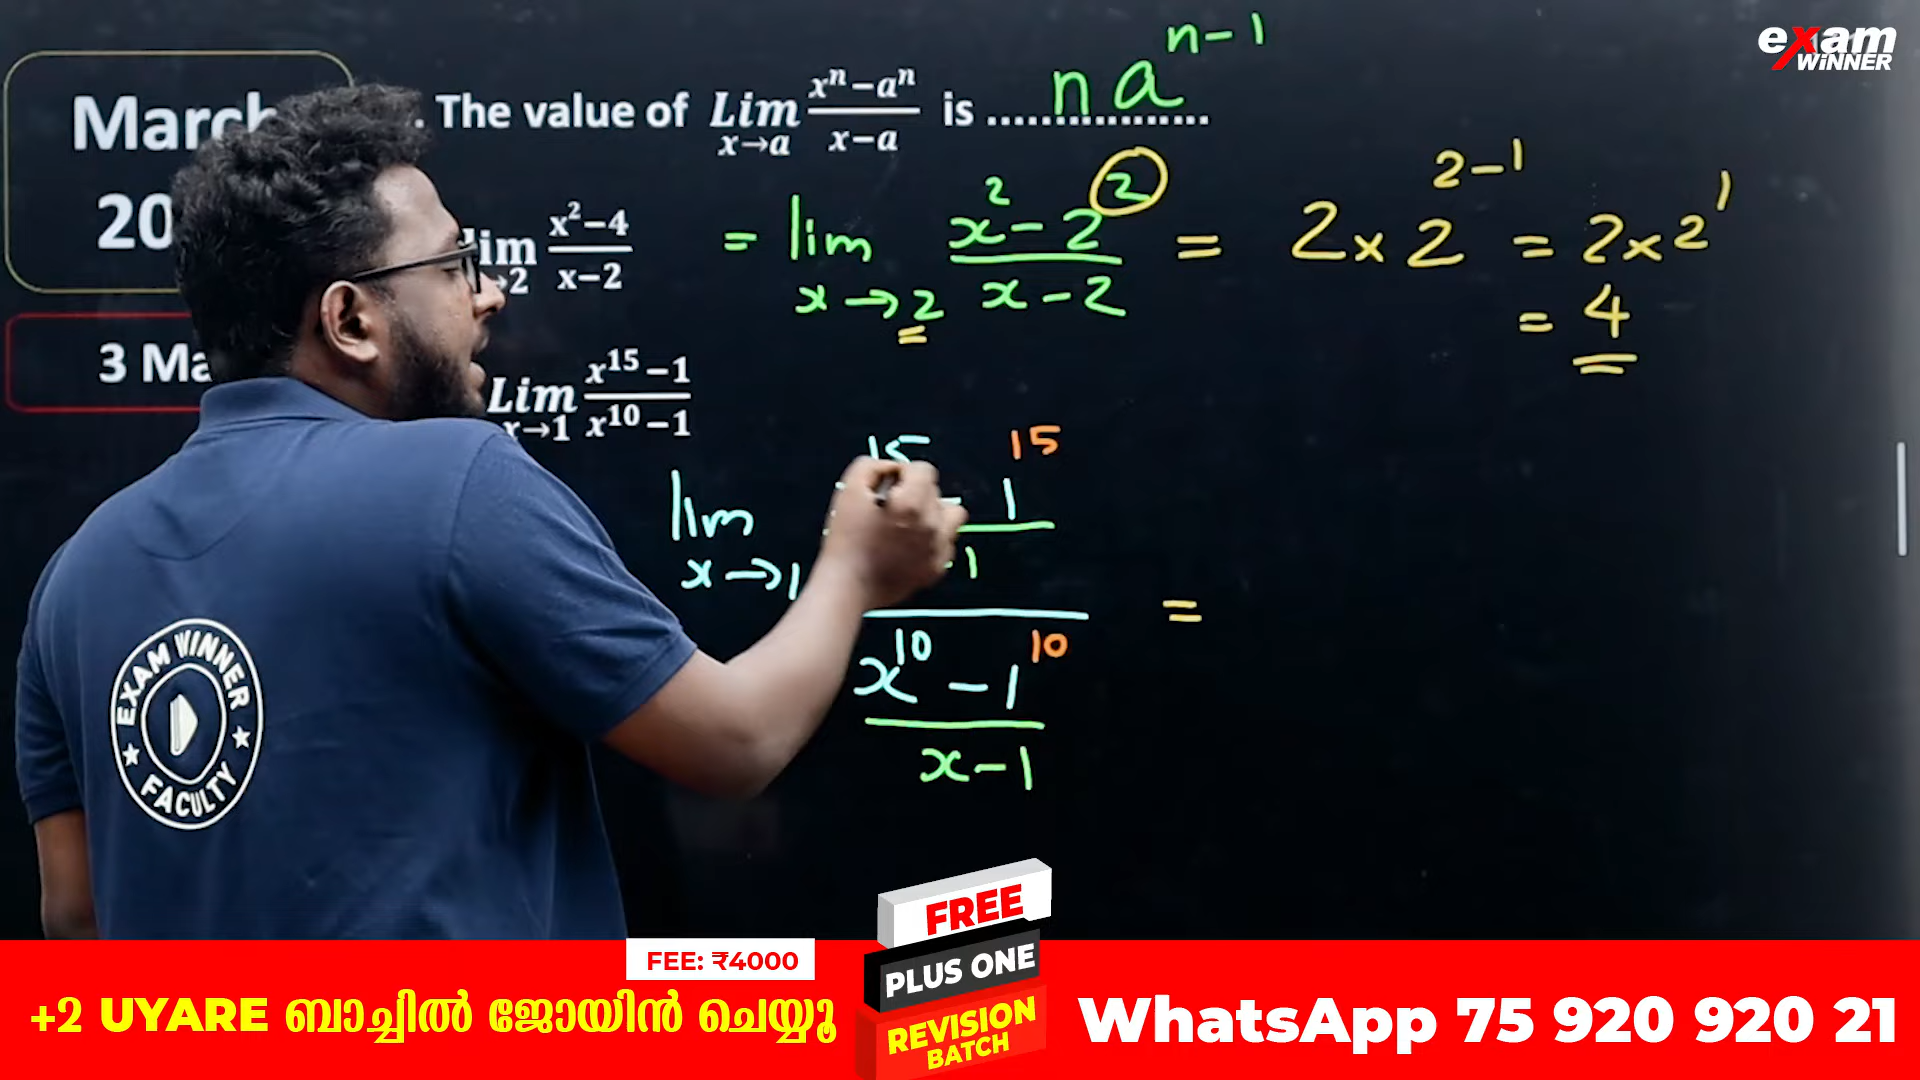 exam
WiNNER
March
20
3 Ma
. The value of Lim x→a xⁿ−aⁿ / x−a is .................. n a^(n−1)
lim →2 x²−4 / x−2 = lim x→2 x²−2² / x−2 = 2×2^(2−1) = 2×2¹
= 4
Lim x→1 x¹⁵−1 / x¹⁰−1
lim x→1
15 − 1¹⁵
-1
=
x¹⁰ − 1¹⁰
x−1
EXAM WINNER
FACULTY
FREE
PLUS ONE
REVISION
BATCH
FEE: ₹4000
+2 UYARE ബാച്ചിൽ ജോയിൻ ചെയ്യൂ
WhatsApp 75 920 920 21